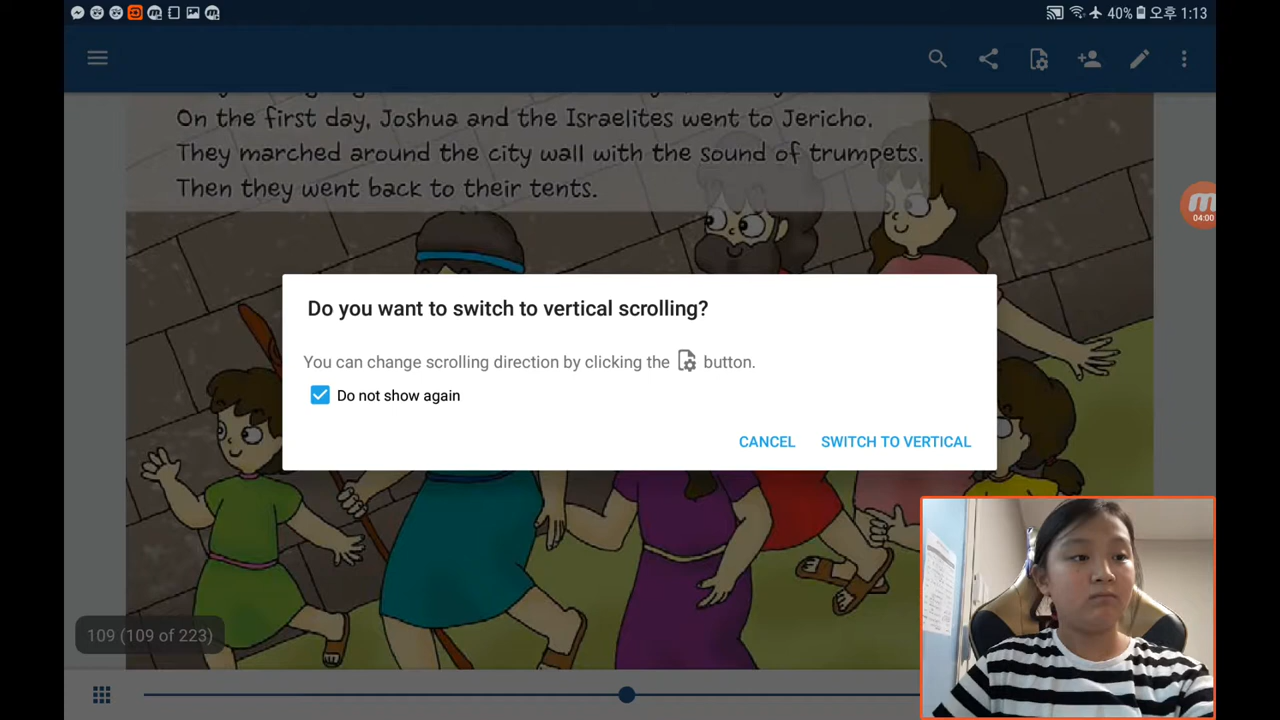 40% 오후 1:13
On the first day, Joshua and the Israelites went to Jericho.
They marched around the city wall with the sound of trumpets.
Then they went back to their tents.
04:00
Do you want to switch to vertical scrolling?
You can change scrolling direction by clicking the button.
Do not show again
CANCEL SWITCH TO VERTICAL
109 (109 of 223)